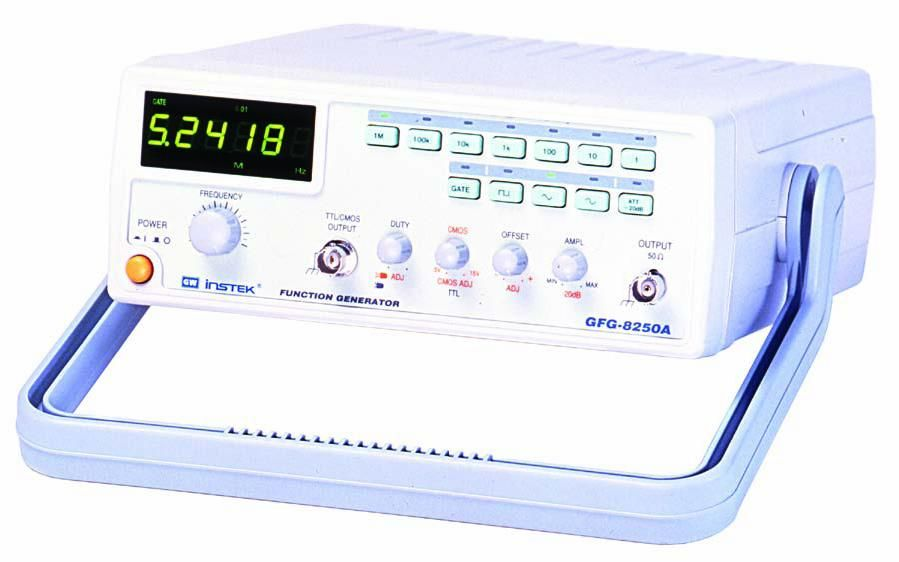 GATE .01
5.2418
M Hz
1M 100k 10k 1k 100 10 1
GATE ATT
-20dB
FREQUENCY
POWER
TTL/CMOS
OUTPUT
DUTY
ADJ
CMOS
5V 15V
CMOS ADJ
TTL
OFFSET
+
ADJ
AMPL
MIN MAX
-20dB
OUTPUT
50Ω
GW INSTEK®
FUNCTION GENERATOR
GFG-8250A